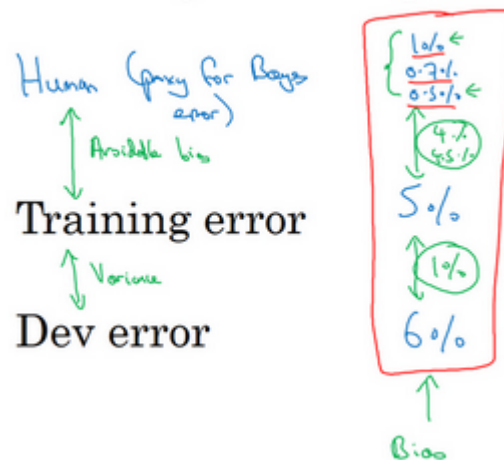 Human (proxy for Bayes
error)
Avoidable bias
Training error
Variance
Dev error
1%
0.7%
0.5%
4%
4.5%
5%
1%
6%
Bias